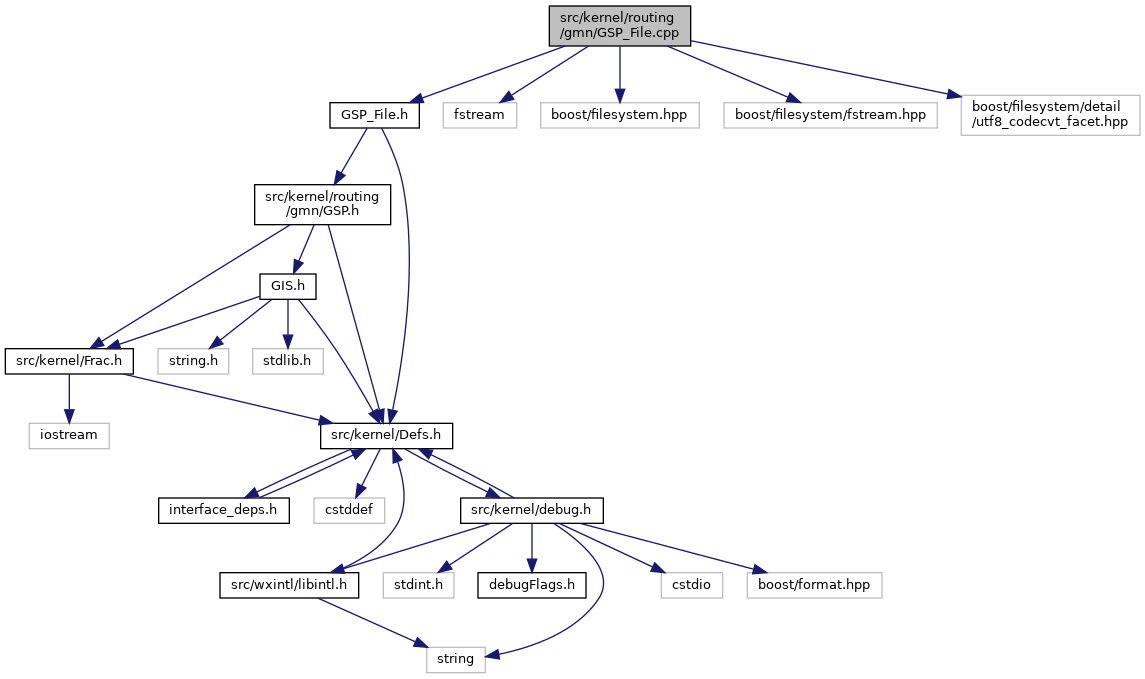 src/kernel/routing
/gmn/GSP_File.cpp
GSP_File.h
fstream
boost/filesystem.hpp
boost/filesystem/fstream.hpp
boost/filesystem/detail
/utf8_codecvt_facet.hpp
src/kernel/routing
/gmn/GSP.h
GIS.h
src/kernel/Frac.h
string.h
stdlib.h
iostream
src/kernel/Defs.h
interface_deps.h
cstddef
src/kernel/debug.h
src/wxintl/libintl.h
stdint.h
debugFlags.h
cstdio
boost/format.hpp
string